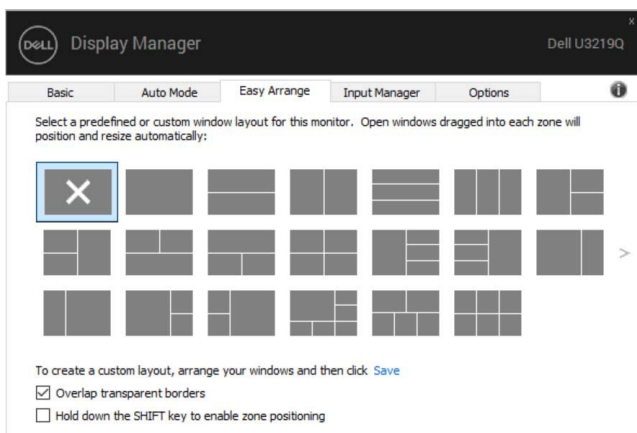 DELL
Display Manager
Dell U3219Q
Basic
Auto Mode
Easy Arrange
Input Manager
Options
Select a predefined or custom window layout for this monitor. Open windows dragged into each zone will
position and resize automatically:
To create a custom layout, arrange your windows and then click Save
Overlap transparent borders
Hold down the SHIFT key to enable zone positioning